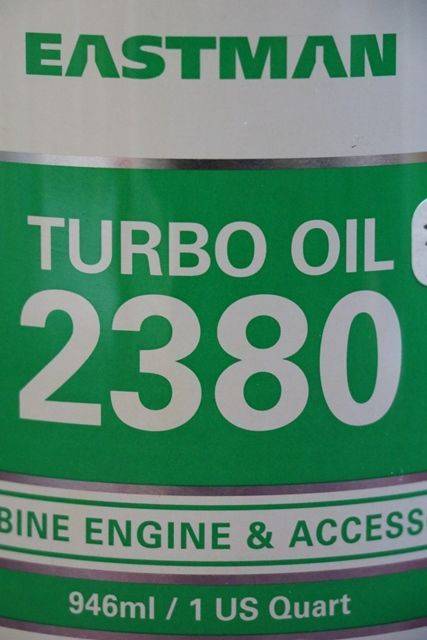 EASTMAN
TURBO OIL
2380
BINE ENGINE & ACCESS
946ml / 1 US Quart